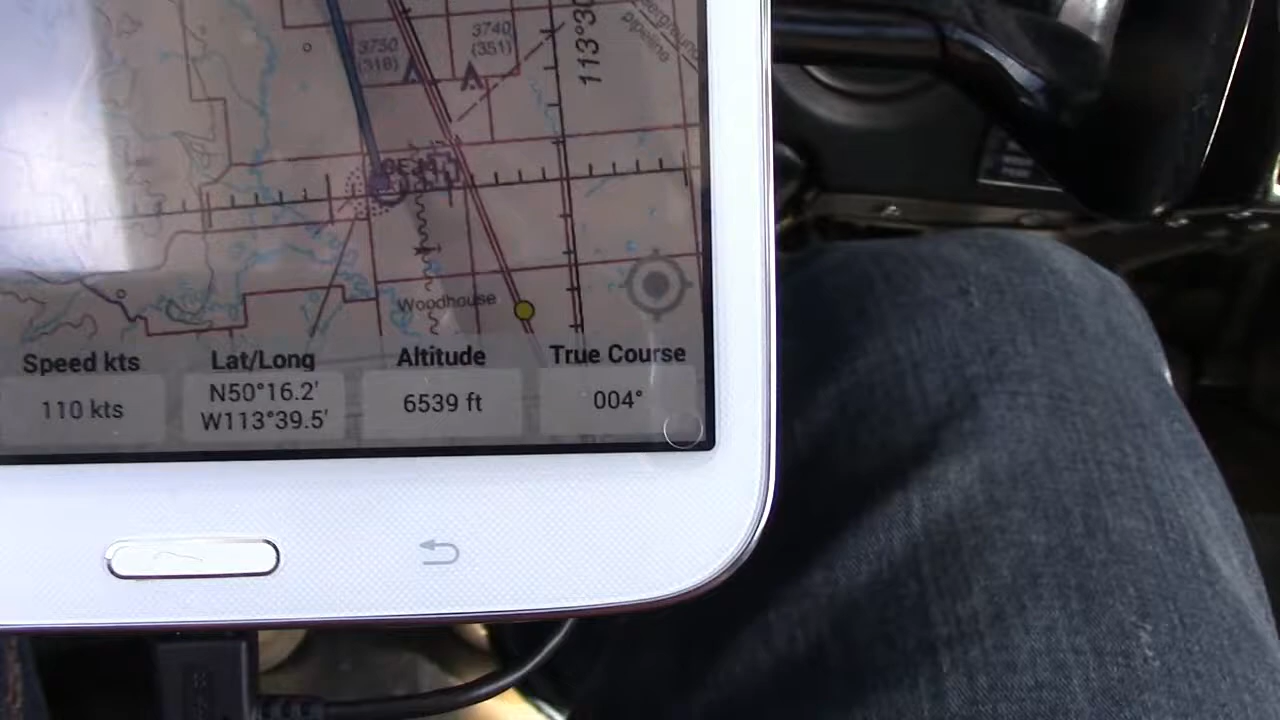 3740
(351)
3750
(316)
113°30
pipeline
Woodhouse
Speed kts
Lat/Long
Altitude
True Course
110 kts
N50°16.2'
W113°39.5'
6539 ft
004°